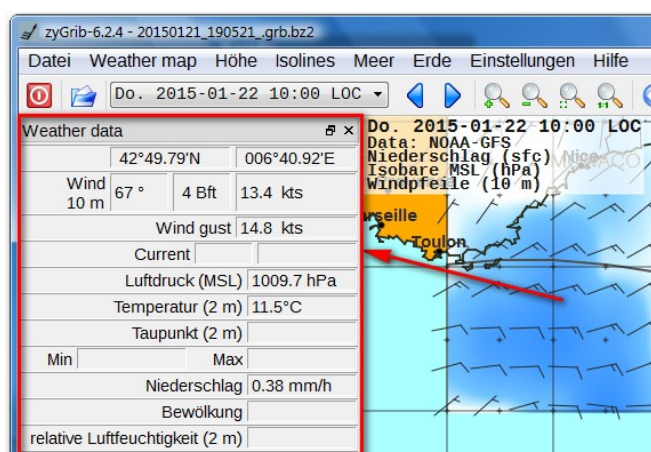 zyGrib-6.2.4 - 20150121_190521_.grb.bz2
Datei Weather map Höhe Isolines Meer Erde Einstellungen Hilfe
Do. 2015-01-22 10:00 LOC
Weather data
42°49.79'N 006°40.92'E
Wind 10 m 67 ° 4 Bft 13.4 kts
Wind gust 14.8 kts
Current
Luftdruck (MSL) 1009.7 hPa
Temperatur (2 m) 11.5°C
Taupunkt (2 m)
Min Max
Niederschlag 0.38 mm/h
Bewölkung
relative Luftfeuchtigkeit (2 m)
Do. 2015-01-22 10:00 LOC
Data: NOAA-GFS
Niederschlag (sfc)
Isobare MSL (hPa)
Windpfeile (10 m)
Nice
MONACO
arseille
Toulon